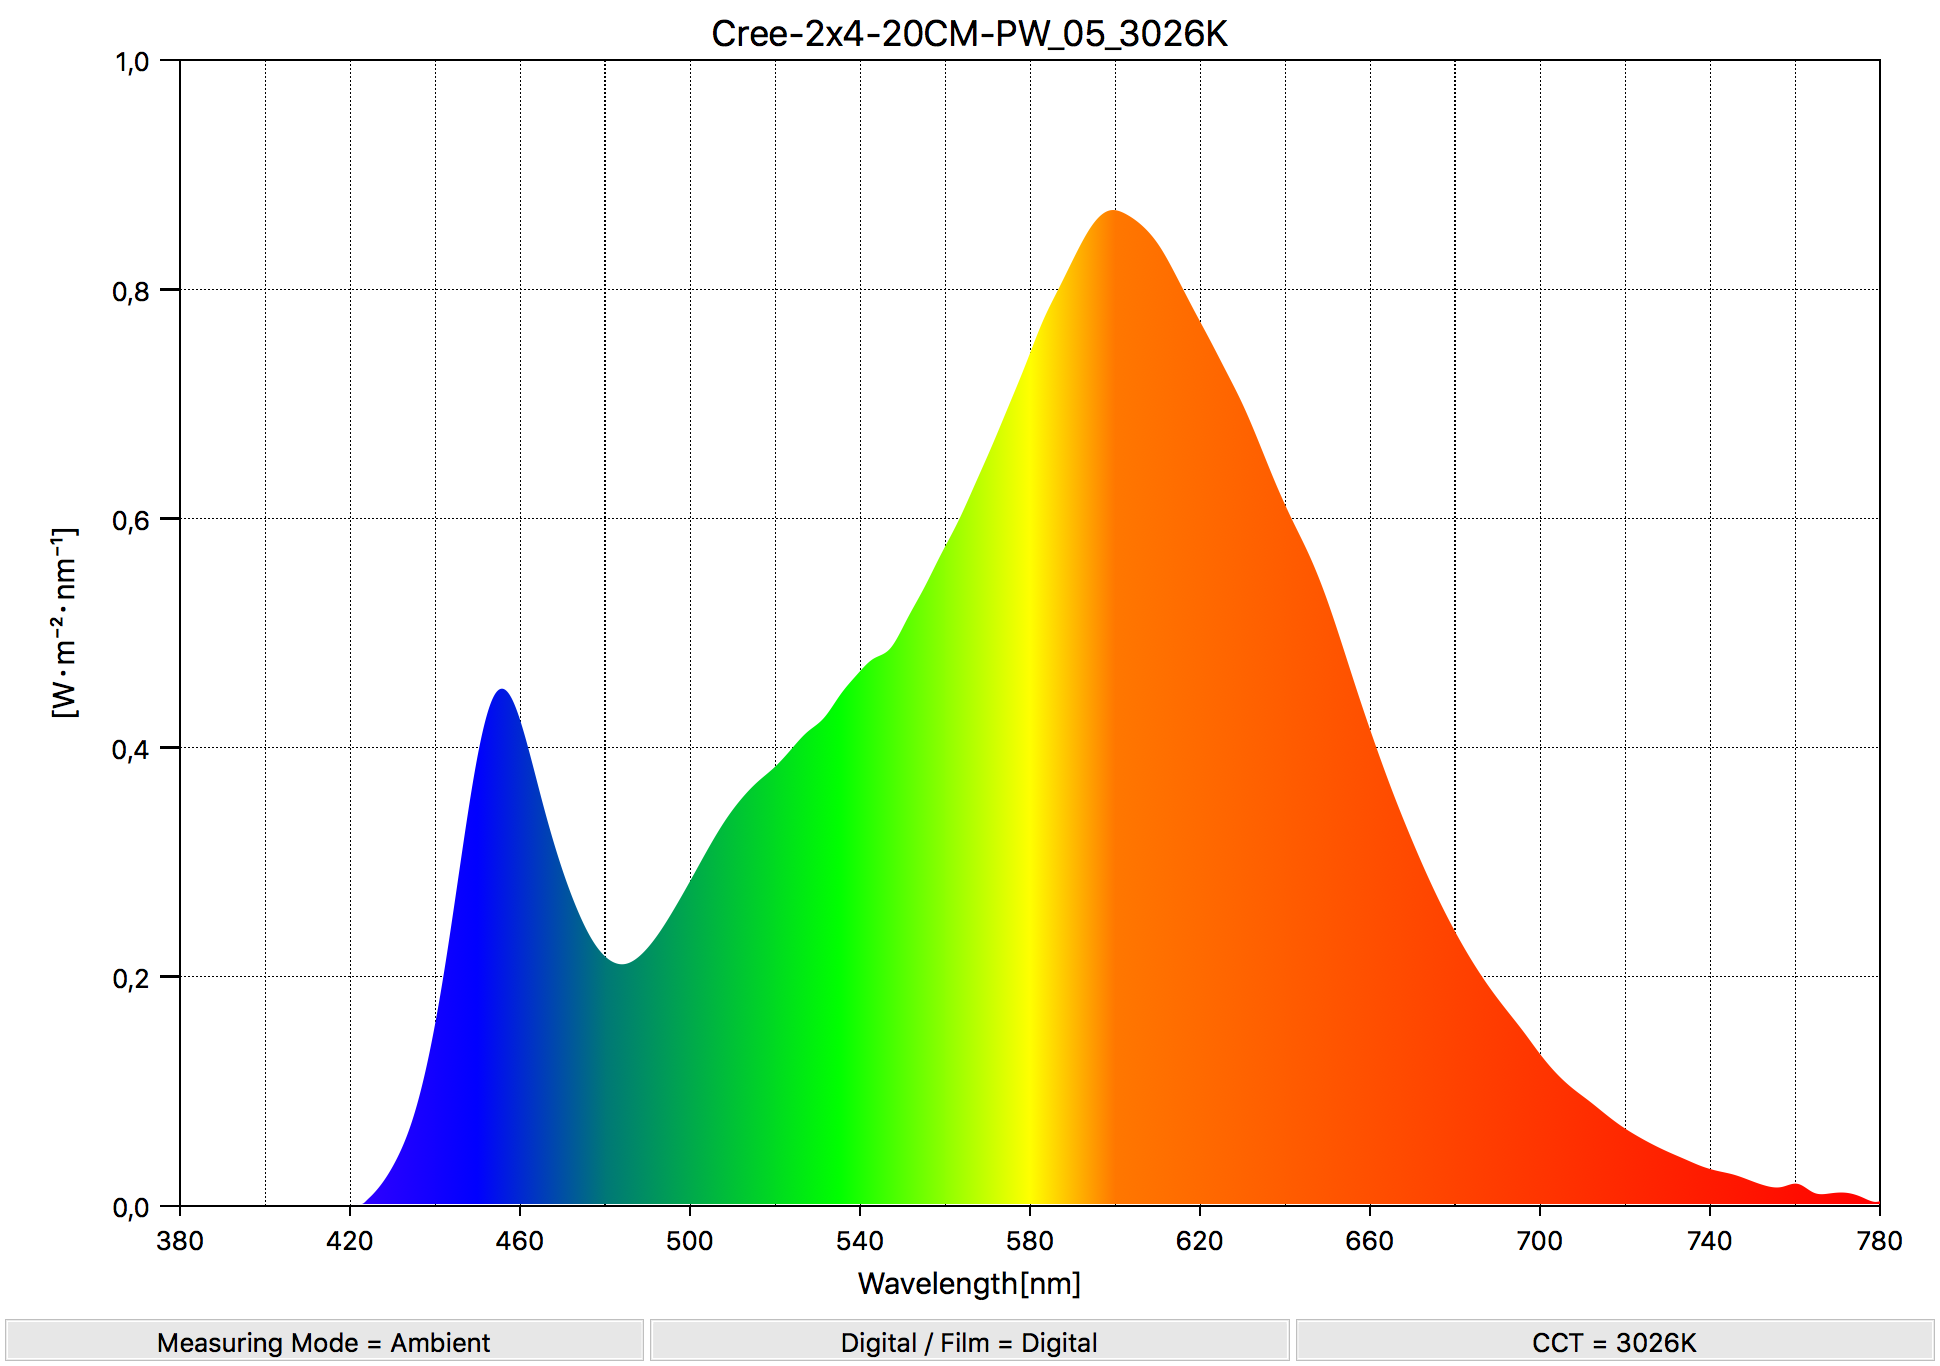 Cree-2x4-20CM-PW_05_3026K
1,0
0,8
0,6
0,4
0,2
0,0
[W·m⁻²·nm⁻¹]
380 420 460 500 540 580 620 660 700 740 780
Wavelength[nm]
Measuring Mode = Ambient
Digital / Film = Digital
CCT = 3026K